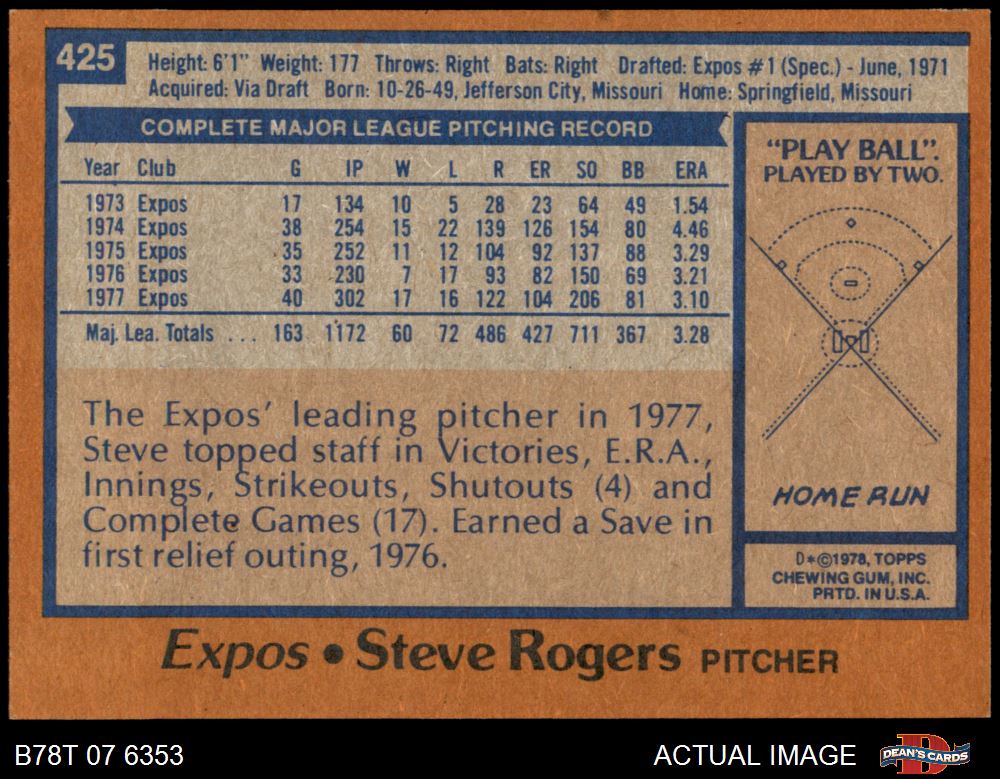 425
Height: 6'1" Weight: 177 Throws: Right Bats: Right Drafted: Expos #1 (Spec.) - June, 1971
Acquired: Via Draft Born: 10-26-49, Jefferson City, Missouri Home: Springfield, Missouri
COMPLETE MAJOR LEAGUE PITCHING RECORD
Year Club G IP W L R ER SO BB ERA
1973 Expos 17 134 10 5 28 23 64 49 1.54
1974 Expos 38 254 15 22 139 126 154 80 4.46
1975 Expos 35 252 11 12 104 92 137 88 3.29
1976 Expos 33 230 7 17 93 82 150 69 3.21
1977 Expos 40 302 17 16 122 104 206 81 3.10
Maj. Lea. Totals ... 163 1172 60 72 486 427 711 367 3.28
The Expos' leading pitcher in 1977,
Steve topped staff in Victories, E.R.A.,
Innings, Strikeouts, Shutouts (4) and
Complete Games (17). Earned a Save in
first relief outing, 1976.
"PLAY BALL".
PLAYED BY TWO.
HOME RUN
D*©1978, TOPPS
CHEWING GUM, INC.
PRTD. IN U.S.A.
Expos • Steve Rogers PITCHER
B78T 07 6353 ACTUAL IMAGE
DEAN'S CARDS